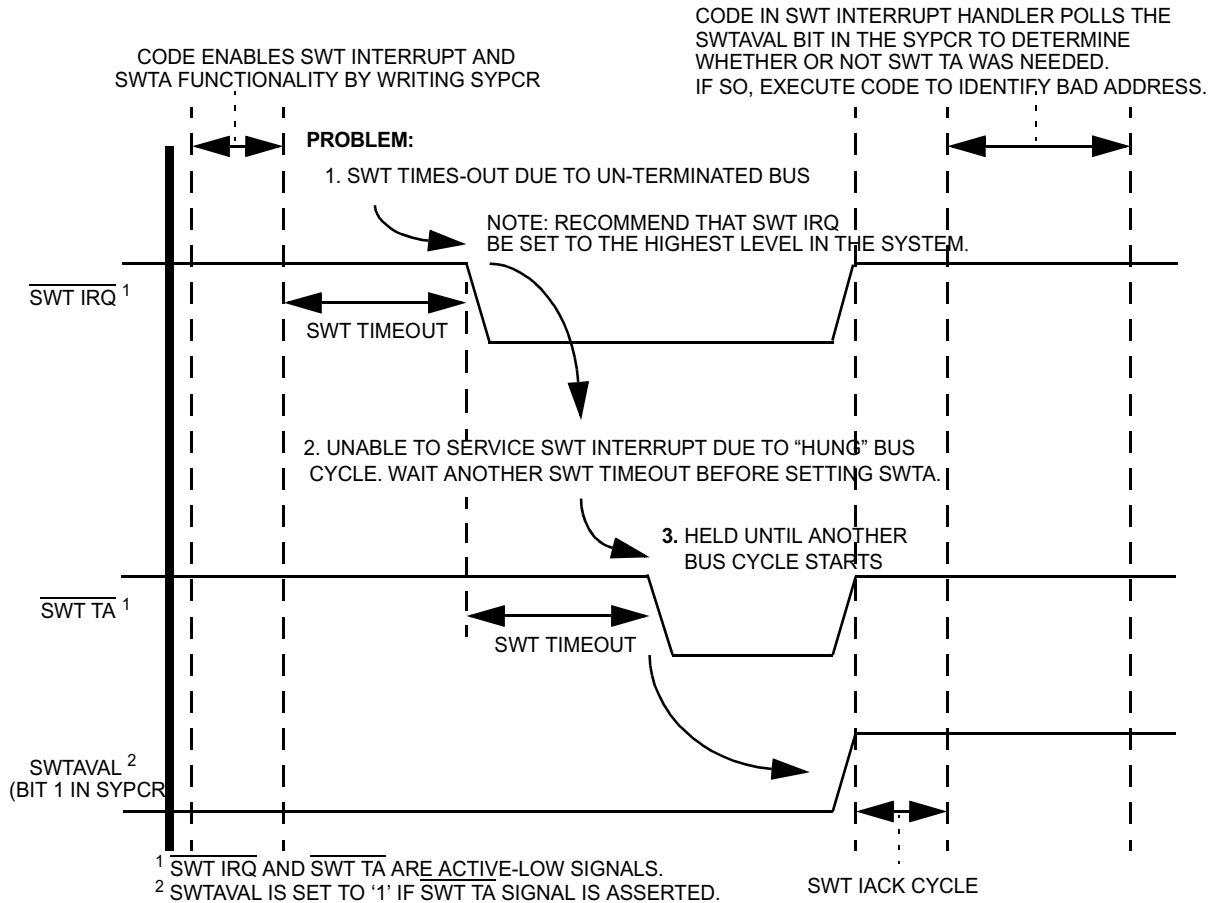 CODE IN SWT INTERRUPT HANDLER POLLS THE
SWTAVAL BIT IN THE SYPCR TO DETERMINE
WHETHER OR NOT SWT TA WAS NEEDED.
IF SO, EXECUTE CODE TO IDENTIFY BAD ADDRESS.
CODE ENABLES SWT INTERRUPT AND
SWTA FUNCTIONALITY BY WRITING SYPCR
PROBLEM:
1. SWT TIMES-OUT DUE TO UN-TERMINATED BUS
NOTE: RECOMMEND THAT SWT IRQ
BE SET TO THE HIGHEST LEVEL IN THE SYSTEM.
SWT IRQ 1
SWT TIMEOUT
2. UNABLE TO SERVICE SWT INTERRUPT DUE TO “HUNG” BUS
CYCLE. WAIT ANOTHER SWT TIMEOUT BEFORE SETTING SWTA.
3. HELD UNTIL ANOTHER
BUS CYCLE STARTS
SWT TA 1
SWT TIMEOUT
SWTAVAL 2
(BIT 1 IN SYPCR
SWT IACK CYCLE
1 SWT IRQ AND SWT TA ARE ACTIVE-LOW SIGNALS.
2 SWTAVAL IS SET TO ‘1’ IF SWT TA SIGNAL IS ASSERTED.